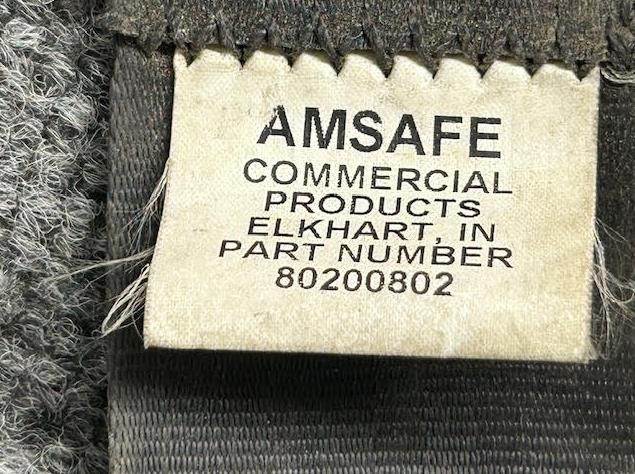 AMSAFE
COMMERCIAL
PRODUCTS
ELKHART, IN
PART NUMBER
80200802